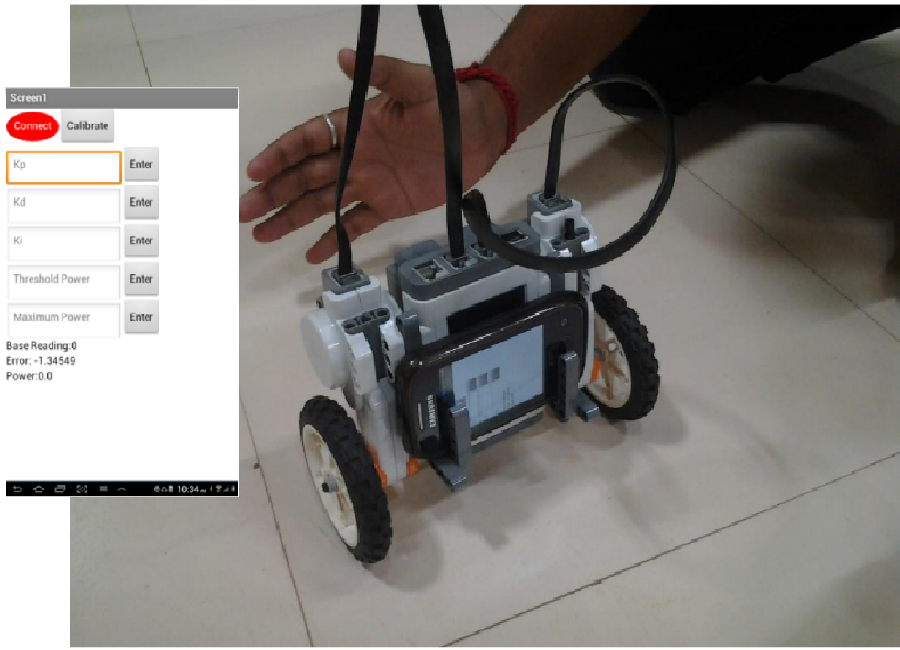 Screen1
Connect Calibrate
Kp Enter
Kd Enter
Ki Enter
Threshold Power Enter
Maximum Power Enter
Base Reading:0
Error: -1.34549
Power:0.0
10:34
SAMSUNG